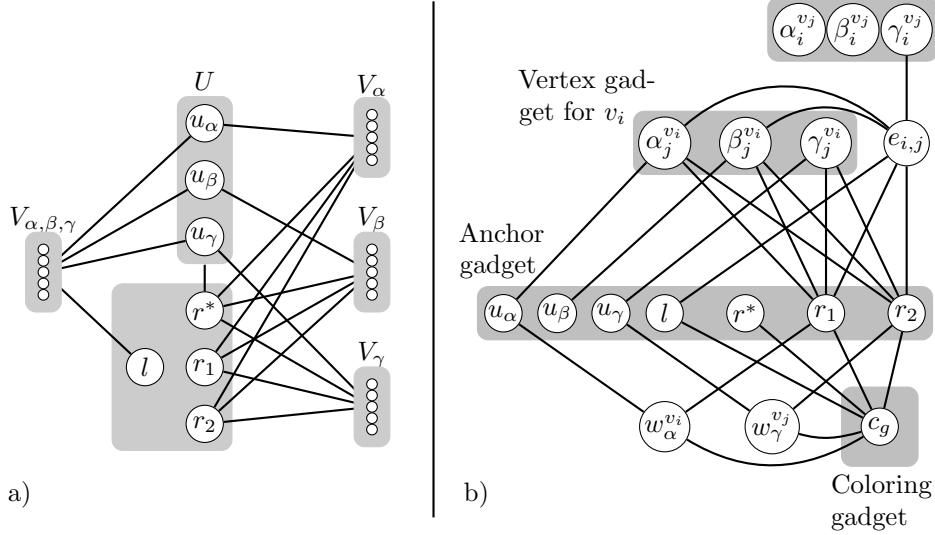 U
V_α
u_α
u_β
V_{α,β,γ}
V_β
u_γ
r*
l
r_1
V_γ
r_2
a)
α_i^{v_j} β_i^{v_j} γ_i^{v_j}
Vertex gad-
get for v_i
α_j^{v_i} β_j^{v_i} γ_j^{v_i} e_{i,j}
Anchor
gadget
u_α u_β u_γ l r* r_1 r_2
w_α^{v_i} w_γ^{v_j} c_g
Coloring
gadget
b)